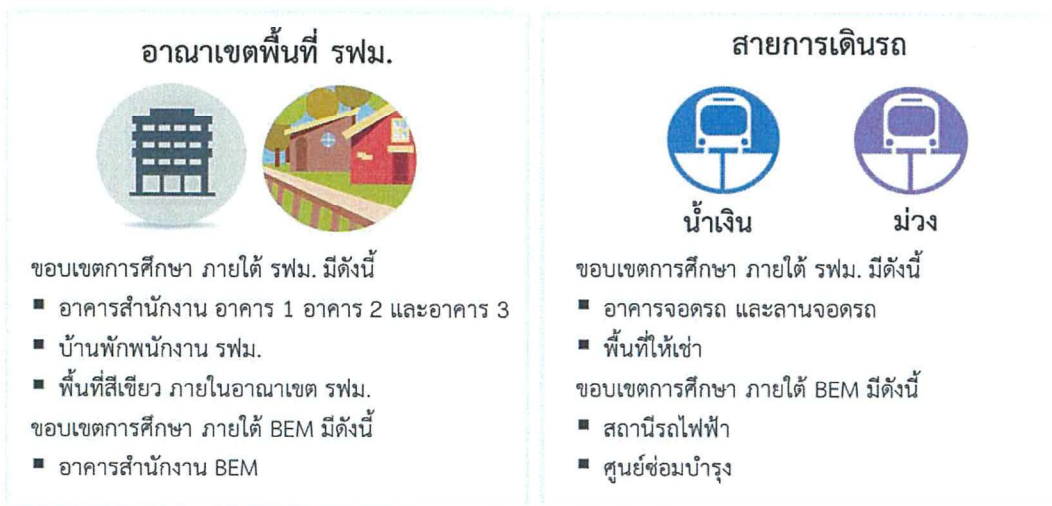 อาณาเขตพื้นที่ รฟม.
ขอบเขตการศึกษา ภายใต้ รฟม. มีดังนี้
▪ อาคารสำนักงาน อาคาร 1 อาคาร 2 และอาคาร 3
▪ บ้านพักพนักงาน รฟม.
▪ พื้นที่สีเขียว ภายในอาณาเขต รฟม.
ขอบเขตการศึกษา ภายใต้ BEM มีดังนี้
▪ อาคารสำนักงาน BEM
สายการเดินรถ
น้ำเงิน ม่วง
ขอบเขตการศึกษา ภายใต้ รฟม. มีดังนี้
▪ อาคารจอดรถ และลานจอดรถ
▪ พื้นที่ให้เช่า
ขอบเขตการศึกษา ภายใต้ BEM มีดังนี้
▪ สถานีรถไฟฟ้า
▪ ศูนย์ซ่อมบำรุง